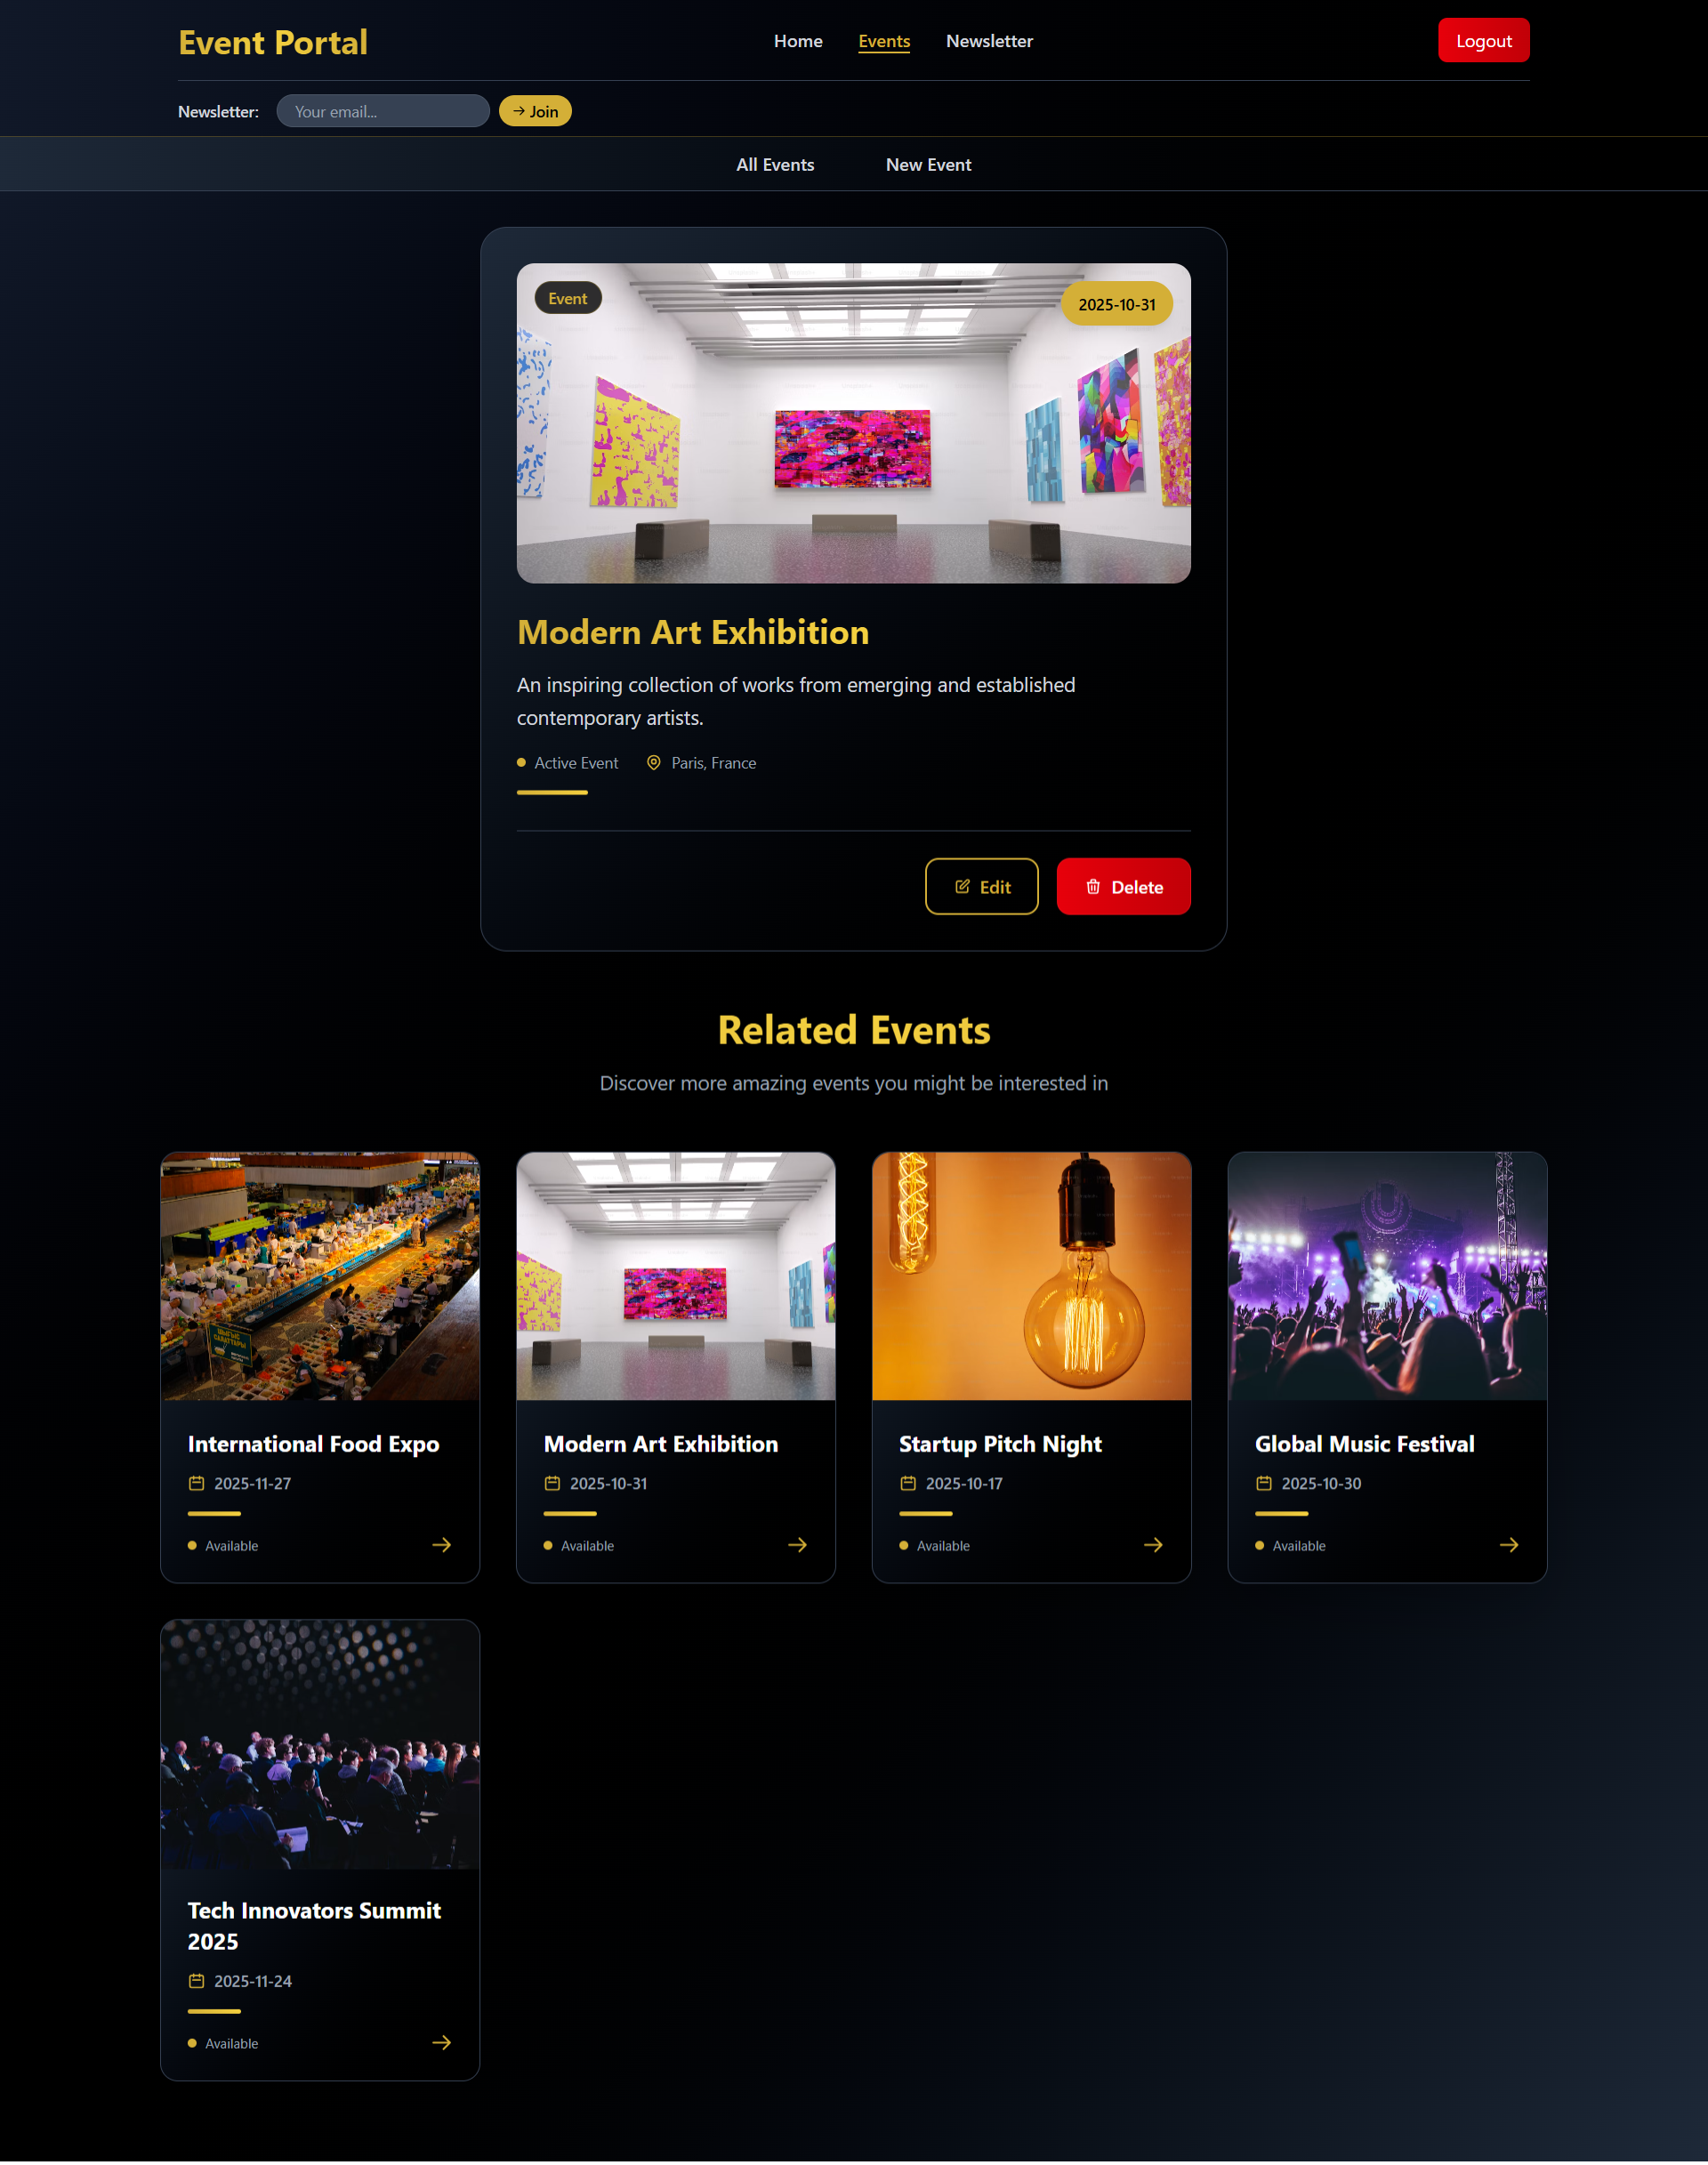 Event Portal
Home
Events
Newsletter
Logout
Newsletter:
Your email...
→ Join
All Events
New Event
Event
2025-10-31
Modern Art Exhibition
An inspiring collection of works from emerging and established
contemporary artists.
Active Event
Paris, France
Edit
Delete
Related Events
Discover more amazing events you might be interested in
International Food Expo
2025-11-27
Available
Modern Art Exhibition
2025-10-31
Available
Startup Pitch Night
2025-10-17
Available
Global Music Festival
2025-10-30
Available
Tech Innovators Summit
2025
2025-11-24
Available